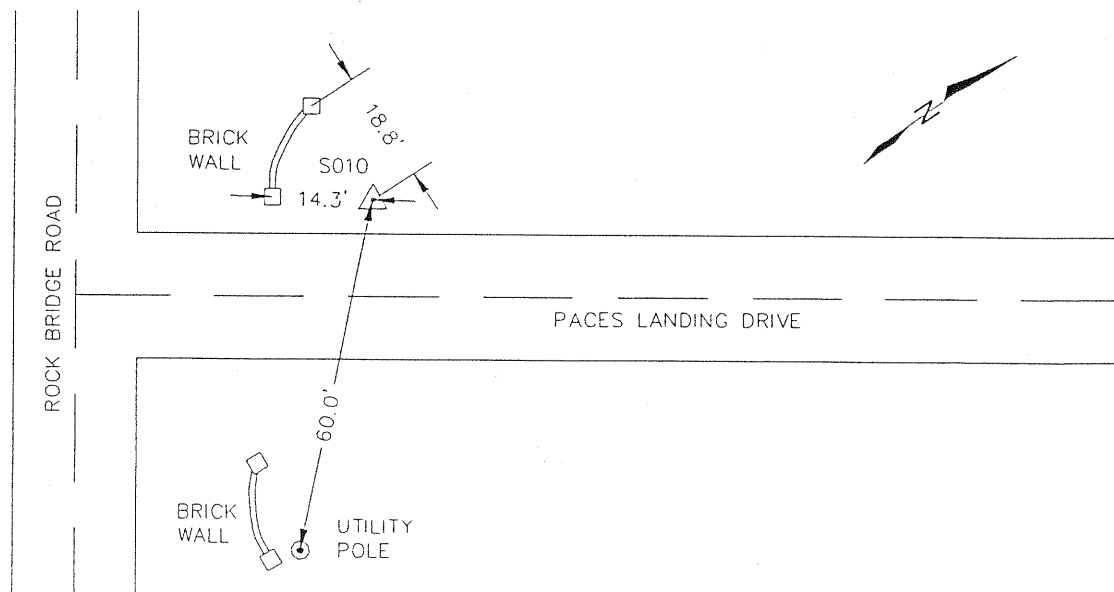 BRICK
WALL
18.8'
S010
14.3'
N
ROCK BRIDGE ROAD
PACES LANDING DRIVE
60.0'
BRICK
WALL
UTILITY
POLE